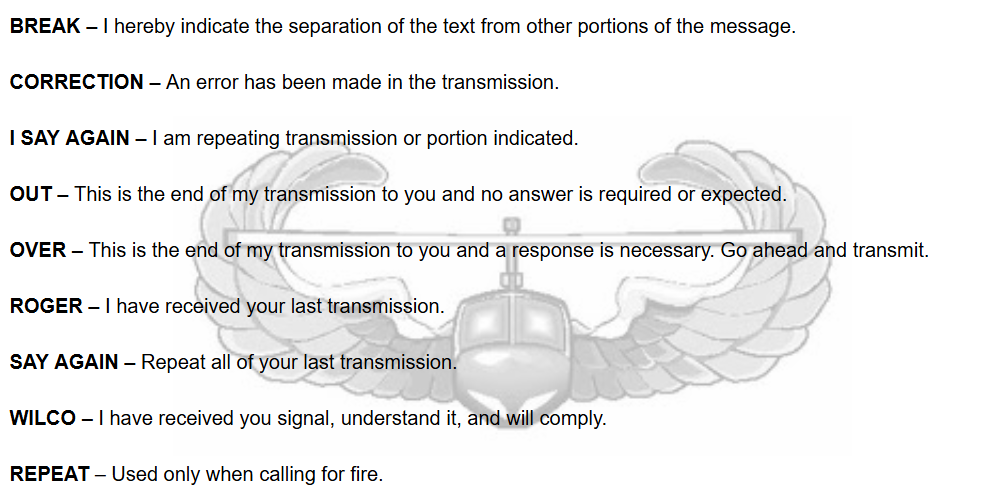 BREAK – I hereby indicate the separation of the text from other portions of the message.
CORRECTION – An error has been made in the transmission.
I SAY AGAIN – I am repeating transmission or portion indicated.
OUT – This is the end of my transmission to you and no answer is required or expected.
OVER – This is the end of my transmission to you and a response is necessary. Go ahead and transmit.
ROGER – I have received your last transmission.
SAY AGAIN – Repeat all of your last transmission.
WILCO – I have received you signal, understand it, and will comply.
REPEAT – Used only when calling for fire.